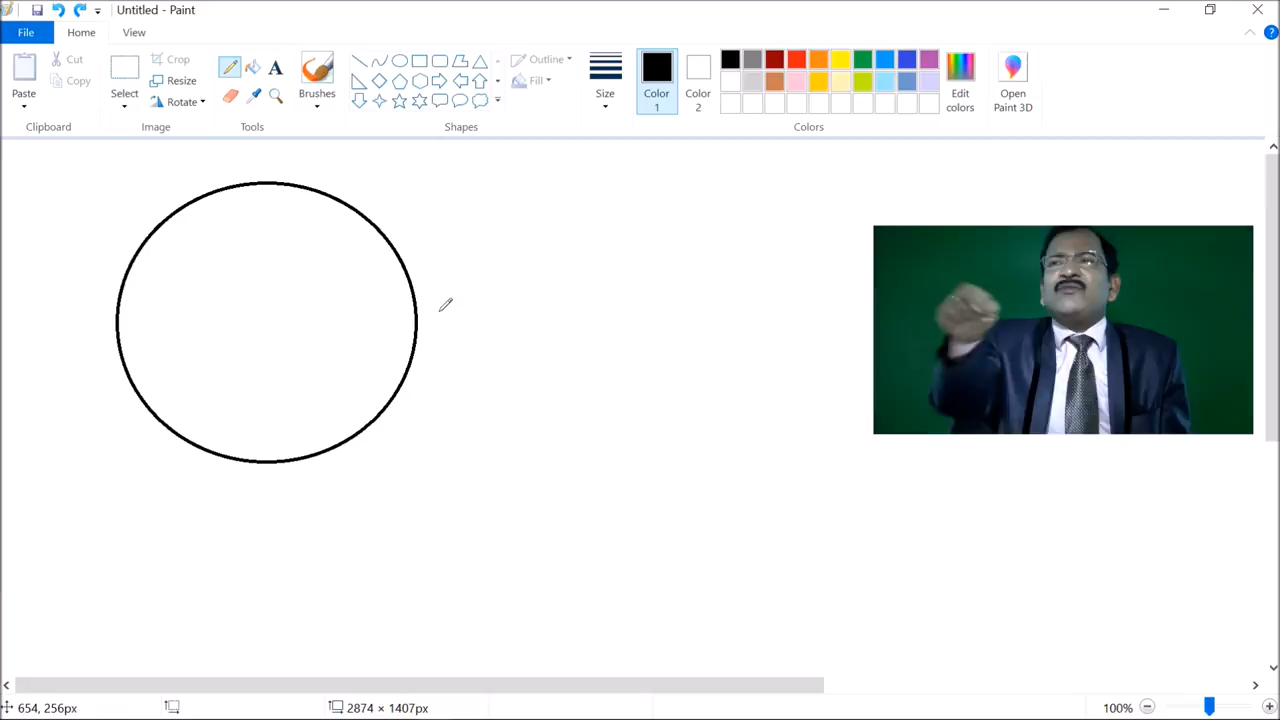 Untitled - Paint
File
Home
View
Paste
Cut
Copy
Clipboard
Select
Crop
Resize
Rotate
Image
A
Tools
Brushes
Shapes
Outline
Fill
Size
Color 1
Color 2
Colors
Edit colors
Open Paint 3D
?
654, 256px
2874 × 1407px
100%